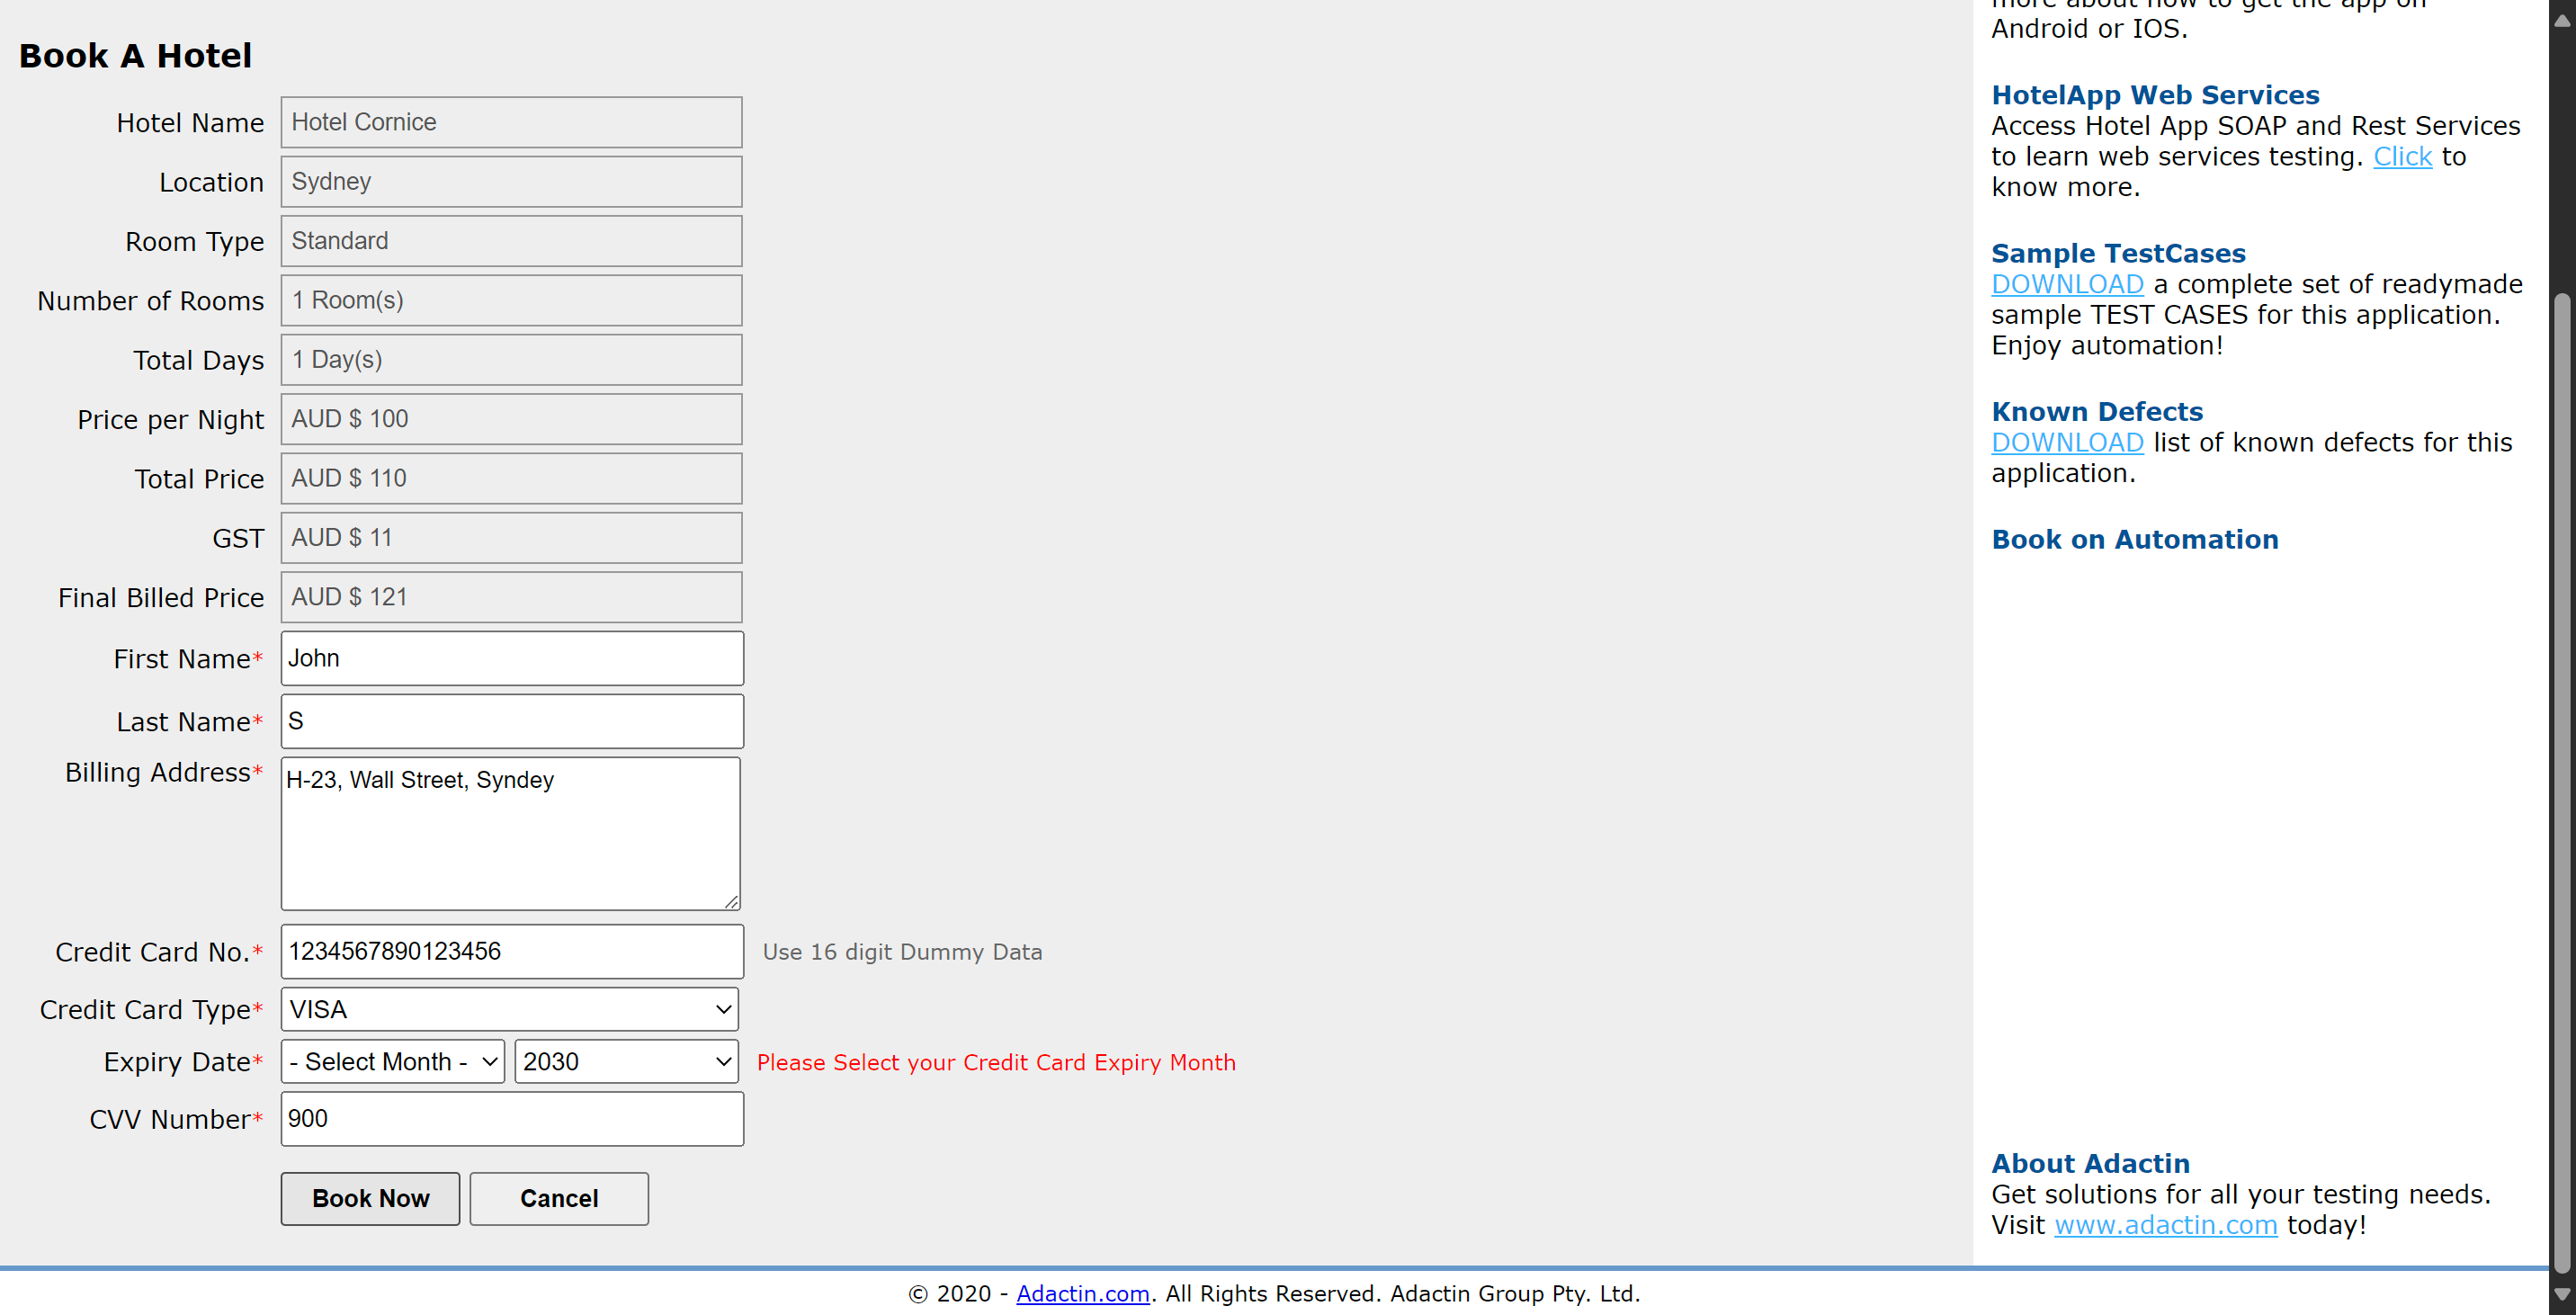 Book A Hotel
Hotel Name Hotel Cornice
Location Sydney
Room Type Standard
Number of Rooms 1 Room(s)
Total Days 1 Day(s)
Price per Night AUD $ 100
Total Price AUD $ 110
GST AUD $ 11
Final Billed Price AUD $ 121
First Name* John
Last Name* S
Billing Address* H-23, Wall Street, Syndey
Credit Card No.* 1234567890123456 Use 16 digit Dummy Data
Credit Card Type* VISA
Expiry Date* - Select Month - 2030 Please Select your Credit Card Expiry Month
CVV Number* 900
Book Now Cancel
more about how to get the app on
Android or IOS.
HotelApp Web Services
Access Hotel App SOAP and Rest Services
to learn web services testing. Click to
know more.
Sample TestCases
DOWNLOAD a complete set of readymade
sample TEST CASES for this application.
Enjoy automation!
Known Defects
DOWNLOAD list of known defects for this
application.
Book on Automation
About Adactin
Get solutions for all your testing needs.
Visit www.adactin.com today!
© 2020 - Adactin.com. All Rights Reserved. Adactin Group Pty. Ltd.